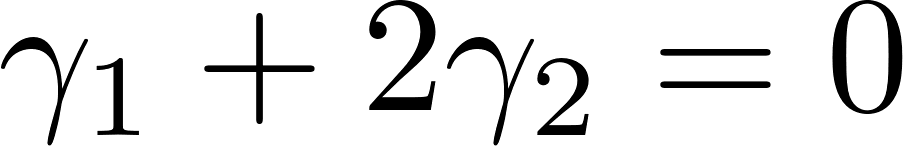 γ₁ + 2γ₂ = 0